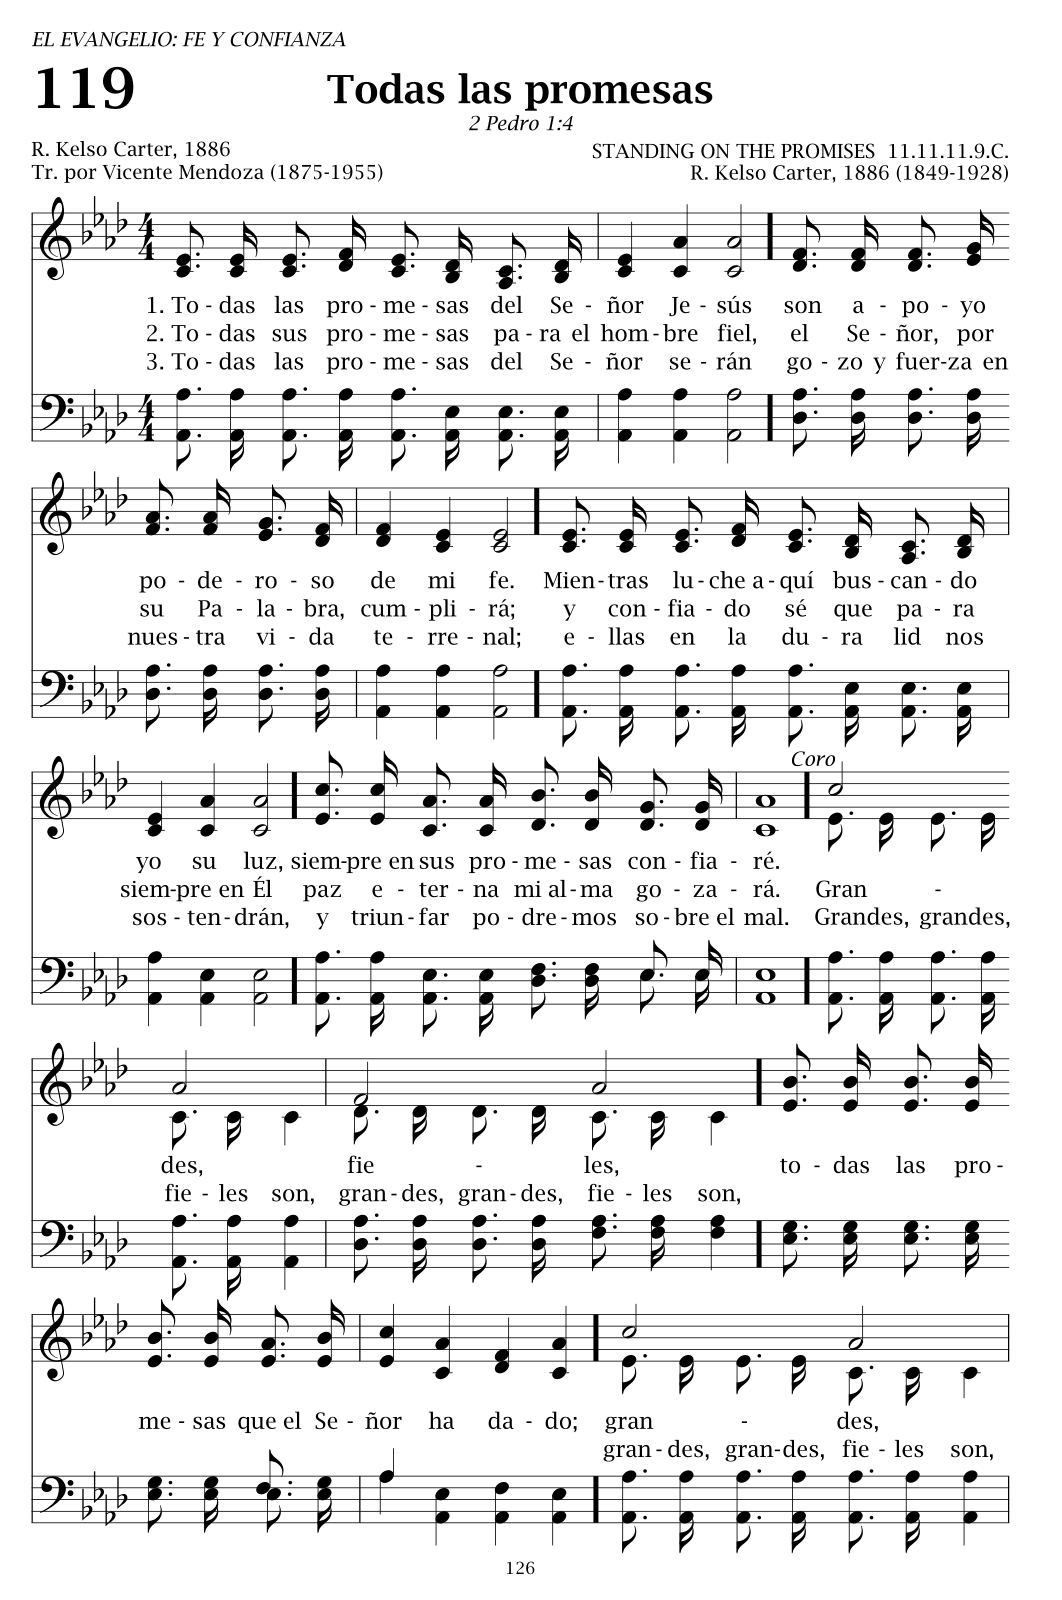 EL EVANGELIO: FE Y CONFIANZA
119
Todas las promesas
2 Pedro 1:4
R. Kelso Carter, 1886
STANDING ON THE PROMISES 11.11.11.9.C.
Tr. por Vicente Mendoza (1875-1955)
R. Kelso Carter, 1886 (1849-1928)
1. To - das las pro - me - sas del Se - ñor Je - sús son a - po - yo
2. To - das sus pro - me - sas pa - ra el hom - bre fiel, el Se - ñor, por
3. To - das las pro - me - sas del Se - ñor se - rán go - zo y fuer - za en
po - de - ro - so de mi fe. Mien - tras lu - che a - quí bus - can - do
su Pa - la - bra, cum - pli - rá; y con - fia - do sé que pa - ra
nues - tra vi - da te - rre - nal; e - llas en la du - ra lid nos
Coro
yo su luz, siem - pre en sus pro - me - sas con - fia - ré.
siem - pre en Él paz e - ter - na mi al - ma go - za - rá. Gran -
sos - ten - drán, y triun - far po - dre - mos so - bre el mal. Grandes, grandes,
des, fie - les, to - das las pro -
fie - les son, gran - des, gran - des, fie - les son,
me - sas que el Se - ñor ha da - do; gran - des,
gran - des, gran - des, fie - les son,
126